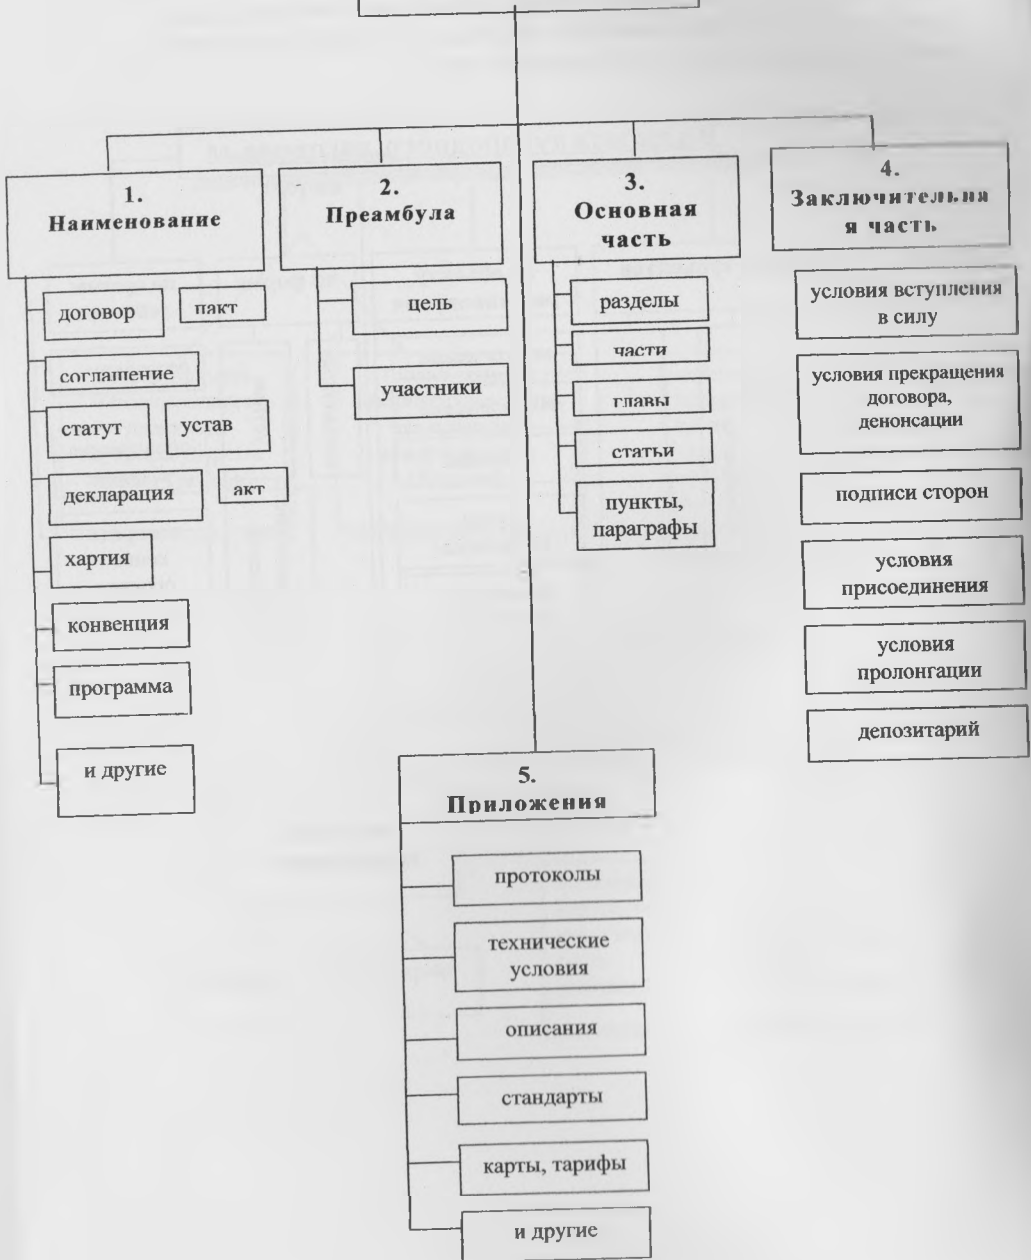 1.
Наименование
договор
пакт
соглашение
статут
устав
декларация
акт
хартия
конвенция
программа
и другие
2.
Преамбула
цель
участники
3.
Основная
часть
разделы
части
главы
статьи
пункты,
параграфы
4.
Заключительна
я часть
условия вступления
в силу
условия прекращения
договора,
денонсации
подписи сторон
условия
присоединения
условия
пролонгации
депозитарий
5.
Приложения
протоколы
технические
условия
описания
стандарты
карты, тарифы
и другие